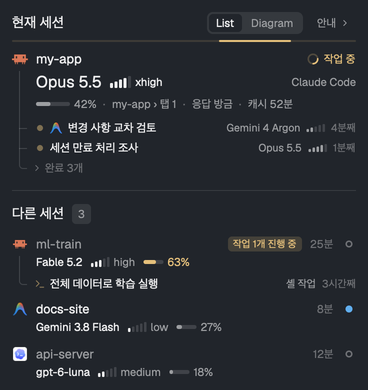 현재 세션 List Diagram 안내 >
my-app 작업 중
Opus 5.5 xhigh Claude Code
42% · my-app › 탭 1 · 응답 방금 · 캐시 52분
변경 사항 교차 검토 Gemini 4 Argon 4분째
세션 만료 처리 조사 Opus 5.5 1분째
> 완료 3개
다른 세션 3
ml-train 작업 1개 진행 중 25분
Fable 5.2 high 63%
전체 데이터로 학습 실행 셸 작업 3시간째
docs-site 8분
Gemini 3.8 Flash low 27%
api-server 12분
gpt-6-luna medium 18%